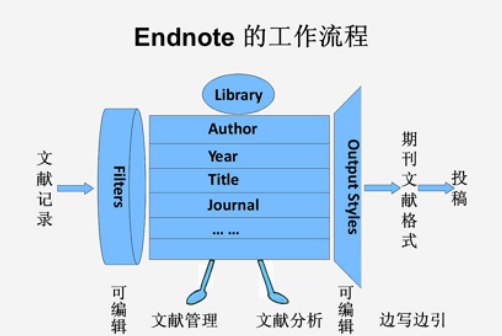 Endnote 的工作流程
Library
Author
Year
Title
Journal
... ...
文献记录
Filters
Output Styles
期刊文献格式
投稿
可编辑
文献管理
文献分析
可编辑
边写边引